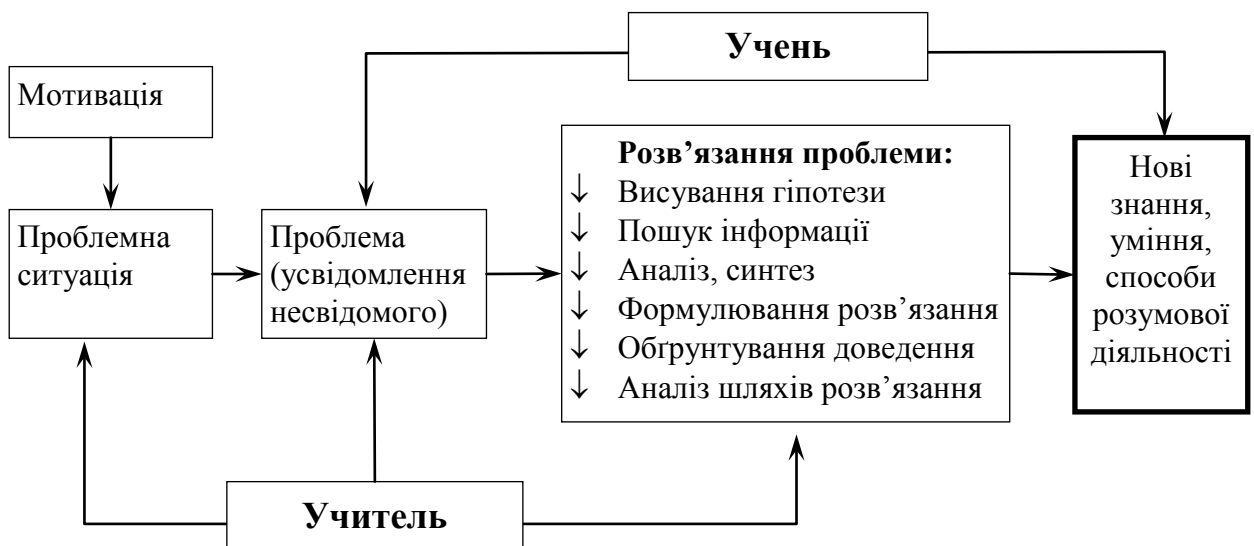 Учень
Мотивація
Проблемна
ситуація
Проблема
(усвідомлення
несвідомого)
Розв’язання проблеми:
↓ Висування гіпотези
↓ Пошук інформації
↓ Аналіз, синтез
↓ Формулювання розв’язання
↓ Обґрунтування доведення
↓ Аналіз шляхів розв’язання
Нові
знання,
уміння,
способи
розумової
діяльності
Учитель